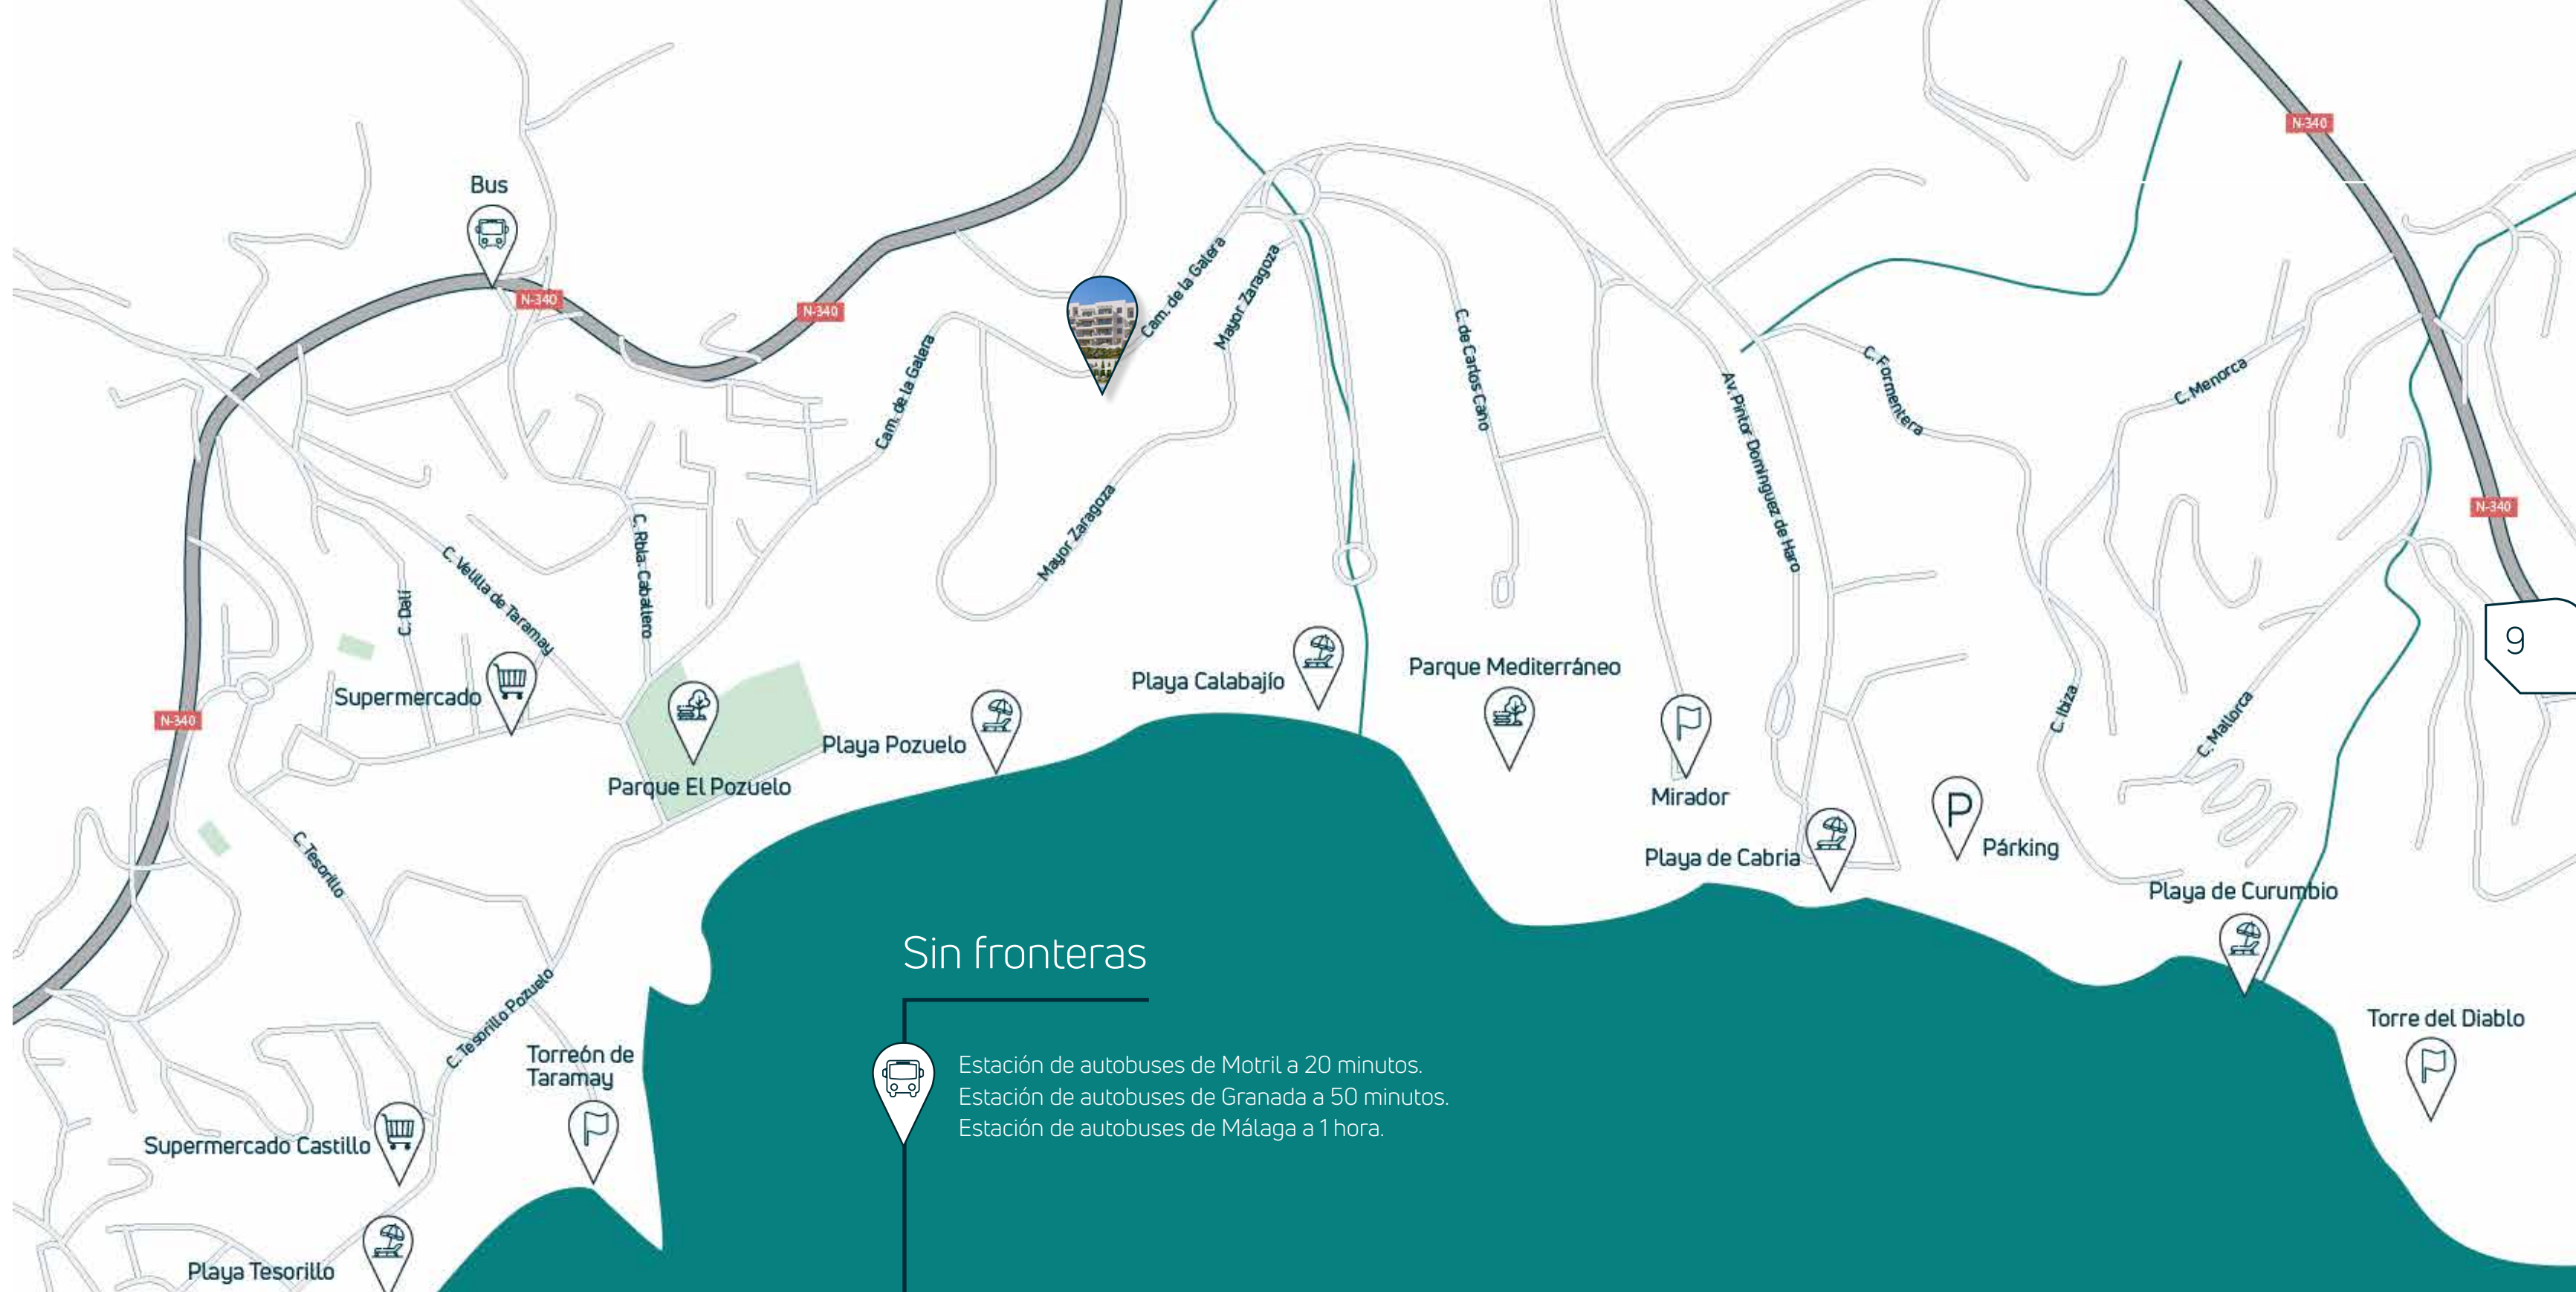 N-340
Bus
N-340
N-340
Cam. de la Galera
Mayor Zaragoza
Cam. de la Galera
C. de Carlos Cano
Av. Pintor Dominguez de Haro
C. Formentera
C. Menorca
N-340
Mayor Zaragoza
C. Rbla. Caballero
C. Velilla de Taramay
C. Dalí
9
Supermercado
Playa Calabajío
Parque Mediterráneo
N-340
Playa Pozuelo
C. Ibiza
C. Mallorca
Parque El Pozuelo
Mirador
P
Párking
Playa de Cabria
C. Tesorillo
Playa de Curumbio
Sin fronteras
C. Tesorillo Pozuelo
Torre del Diablo
Torreón de
Taramay
Estación de autobuses de Motril a 20 minutos.
Estación de autobuses de Granada a 50 minutos.
Estación de autobuses de Málaga a 1 hora.
Supermercado Castillo
Playa Tesorillo